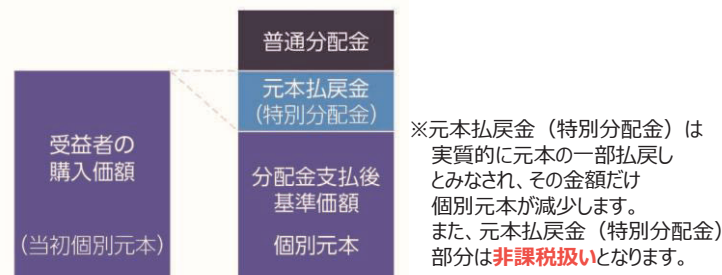 普通分配金
元本払戻金
(特別分配金)
受益者の
購入価額
(当初個別元本)
分配金支払後
基準価額
個別元本
※元本払戻金（特別分配金）は
実質的に元本の一部払戻し
とみなされ、その金額だけ
個別元本が減少します。
また、元本払戻金（特別分配金）
部分は非課税扱いとなります。